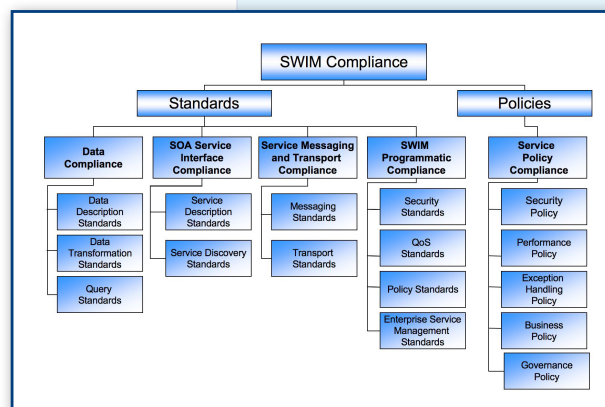 SWIM Compliance
Standards
Policies
Data
Compliance
SOA Service
Interface
Compliance
Service Messaging
and Transport
Compliance
SWIM
Programmatic
Compliance
Service
Policy
Compliance
Data
Description
Standards
Data
Transformation
Standards
Query
Standards
Service
Description
Standards
Service Discovery
Standards
Messaging
Standards
Transport
Standards
Security
Standards
QoS
Standards
Policy Standards
Enterprise Service
Management
Standards
Security
Policy
Performance
Policy
Exception
Handling
Policy
Business
Policy
Governance
Policy